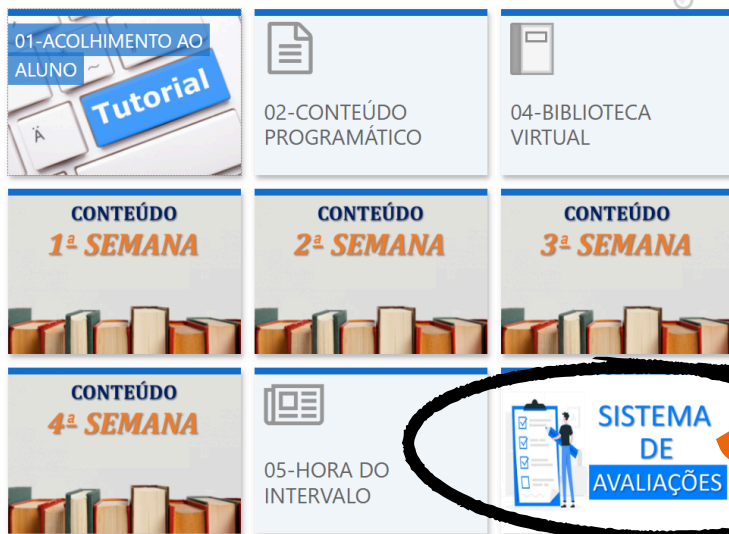 01-ACOLHIMENTO AO
ALUNO
Tutorial
Ä
02-CONTEÚDO
PROGRAMÁTICO
04-BIBLIOTECA
VIRTUAL
CONTEÚDO
1ª SEMANA
CONTEÚDO
2ª SEMANA
CONTEÚDO
3ª SEMANA
CONTEÚDO
4ª SEMANA
05-HORA DO
INTERVALO
SISTEMA
DE
AVALIAÇÕES